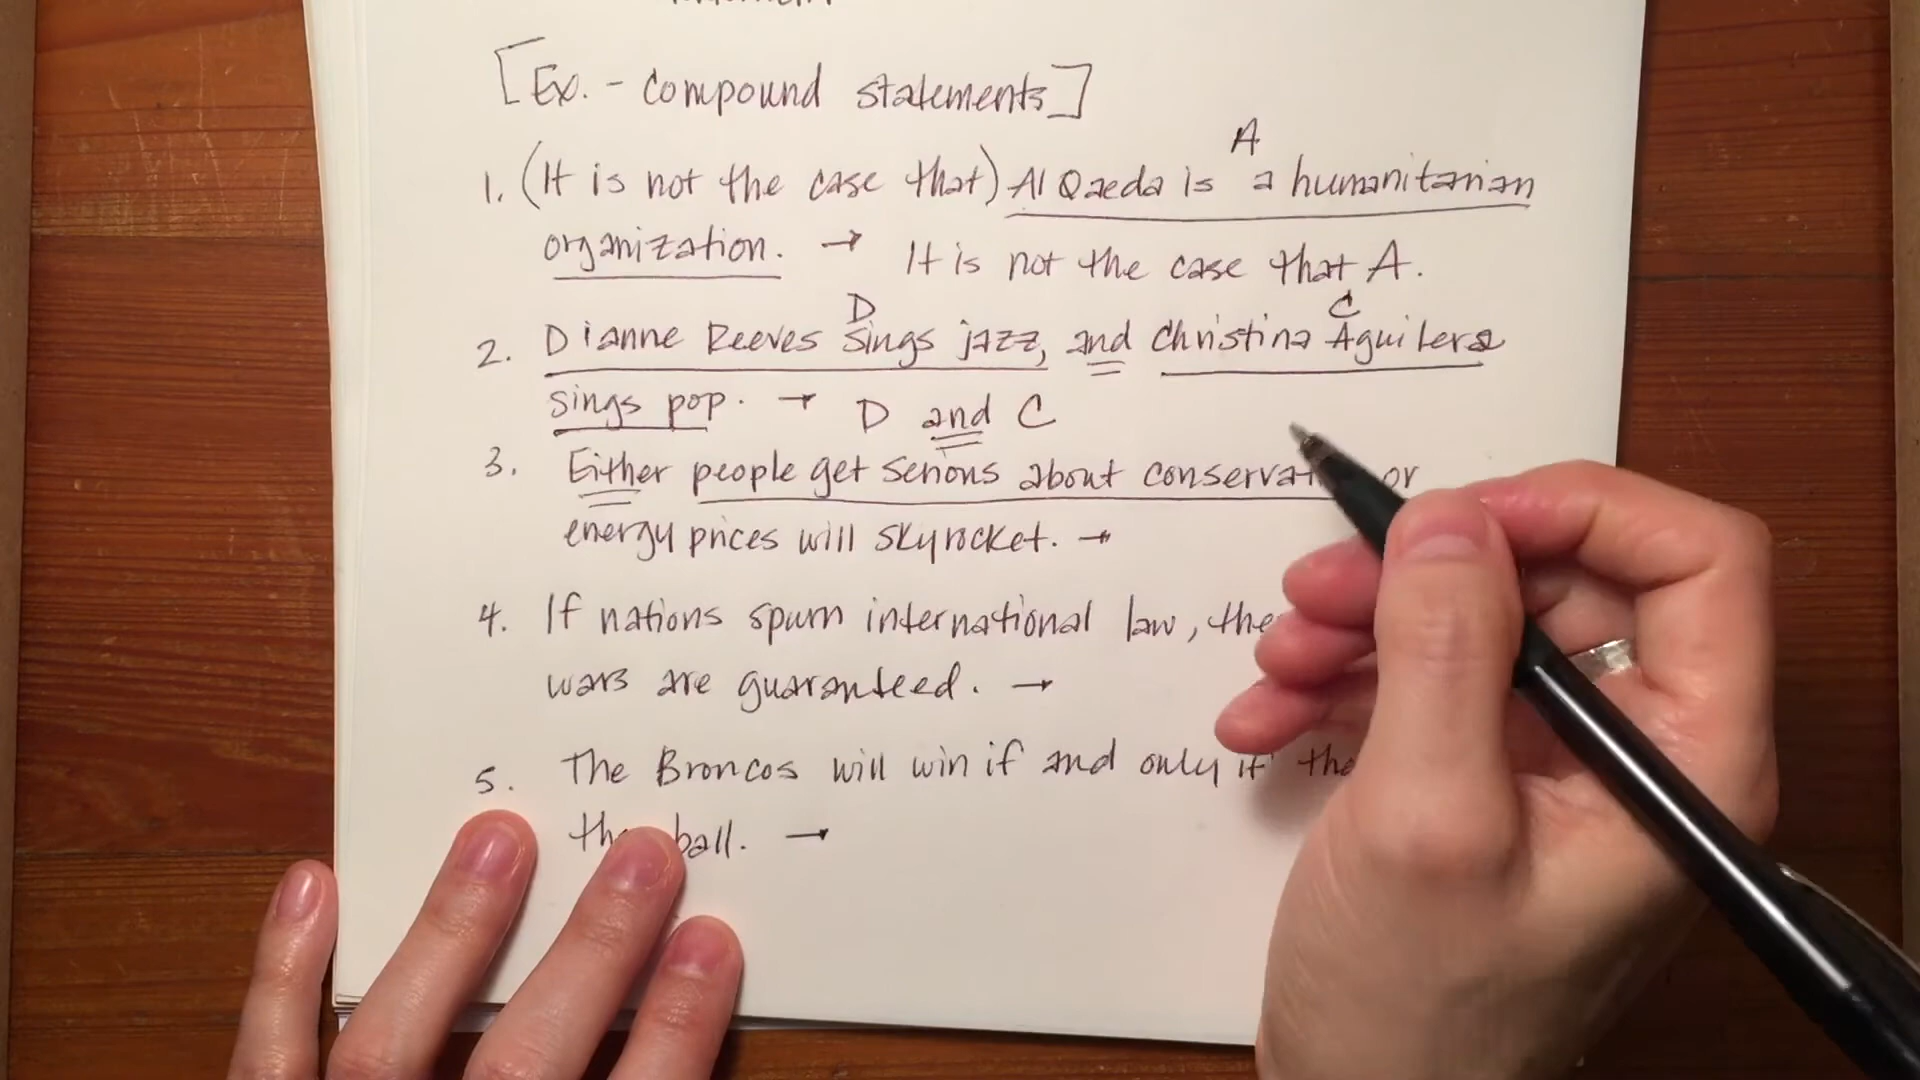 [Ex. - compound statements]
A
1. (It is not the case that) Al Qaeda is a humanitarian
organization. → It is not the case that A.
D C
2. Dianne Reeves sings jazz, and Christina Aguilera
sings pop. → D and C
3. Either people get serious about or
energy prices will skyrocket. →
4. If nations spurn international law,
wars are guaranteed. →
5. The Broncos will win if and only if
ball. →